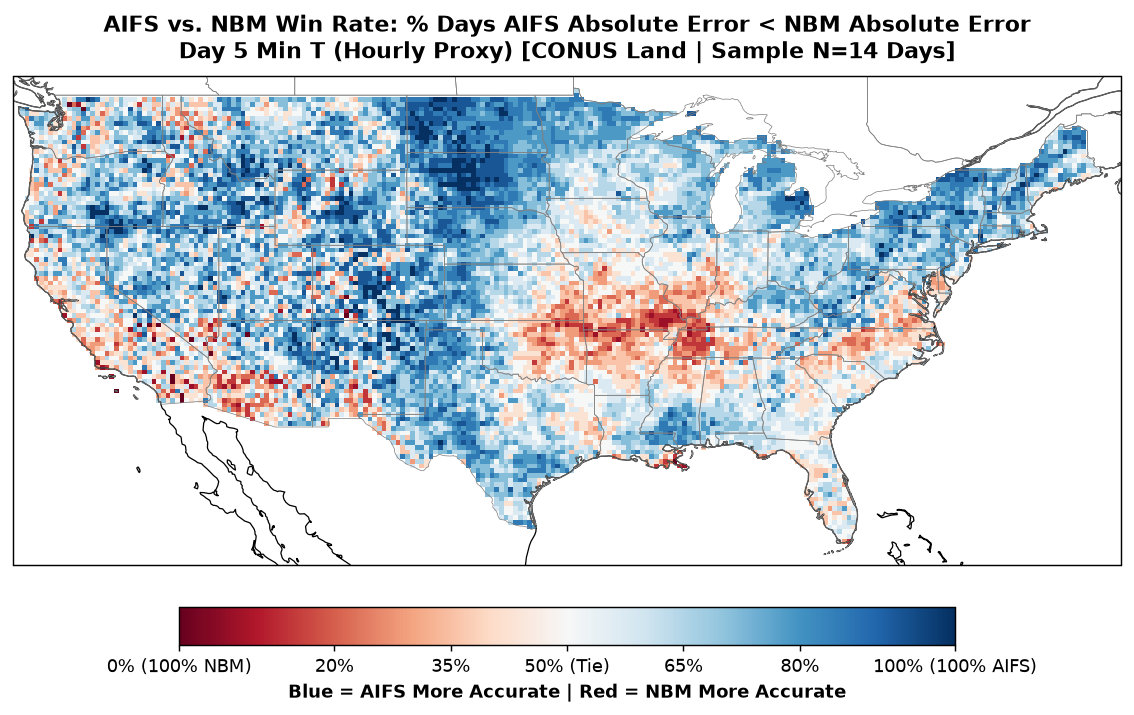 AIFS vs. NBM Win Rate: % Days AIFS Absolute Error < NBM Absolute Error
Day 5 Min T (Hourly Proxy) [CONUS Land | Sample N=14 Days]
0% (100% NBM) 20% 35% 50% (Tie) 65% 80% 100% (100% AIFS)
Blue = AIFS More Accurate | Red = NBM More Accurate